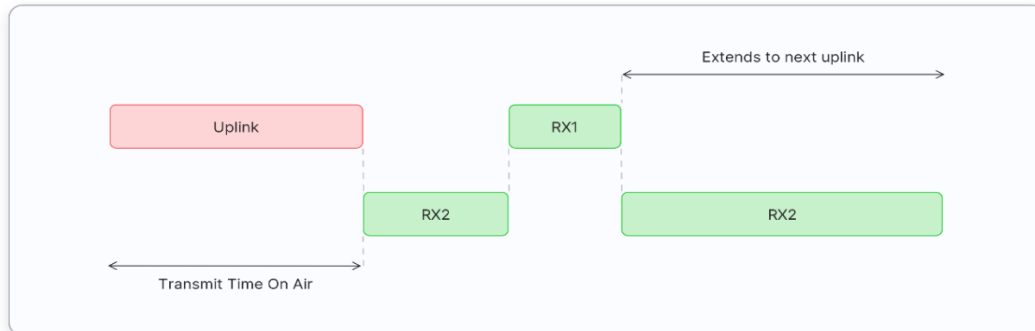 Extends to next uplink
Uplink
RX1
RX2
RX2
Transmit Time On Air